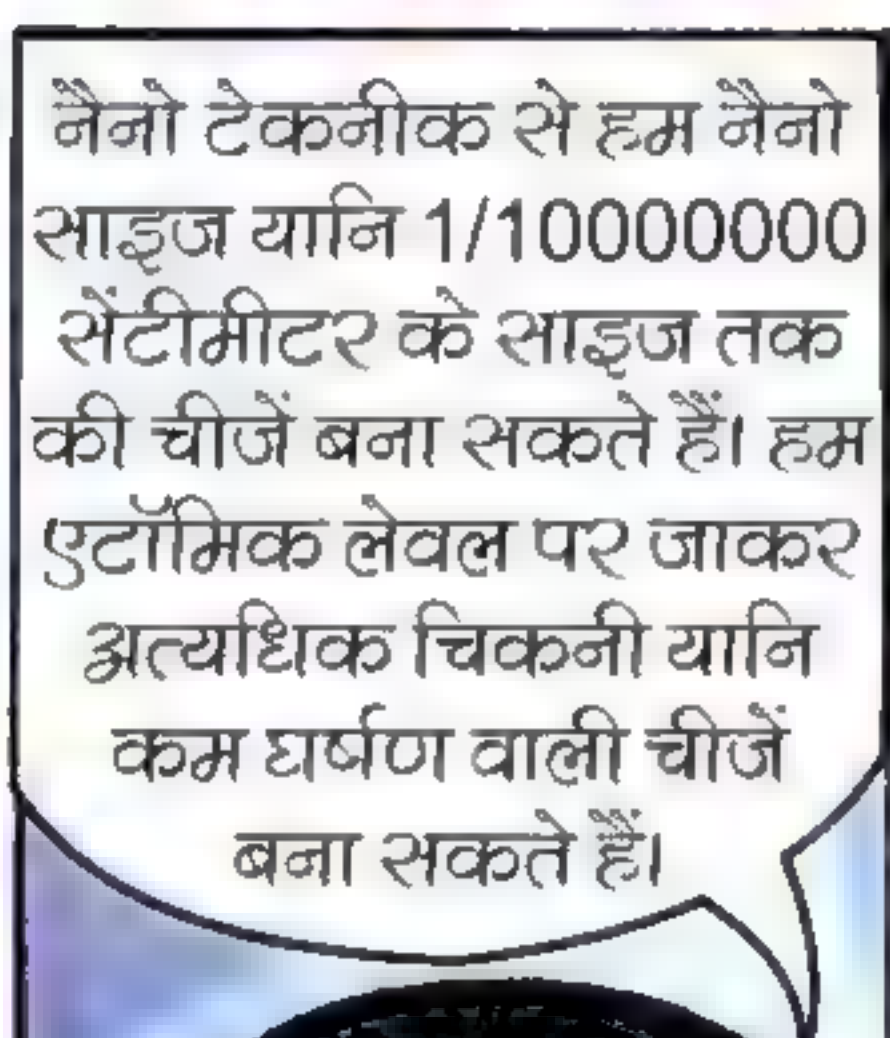 नैनो टेकनीक से हम नैनो
साइज यानि 1/10000000
सेंटीमीटर के साइज तक
की चीजें बना सकते हैं। हम
एटॉमिक लेवल पर जाकर
अत्यधिक चिकनी यानि
कम घर्षण वाली चीजें
बना सकते हैं।